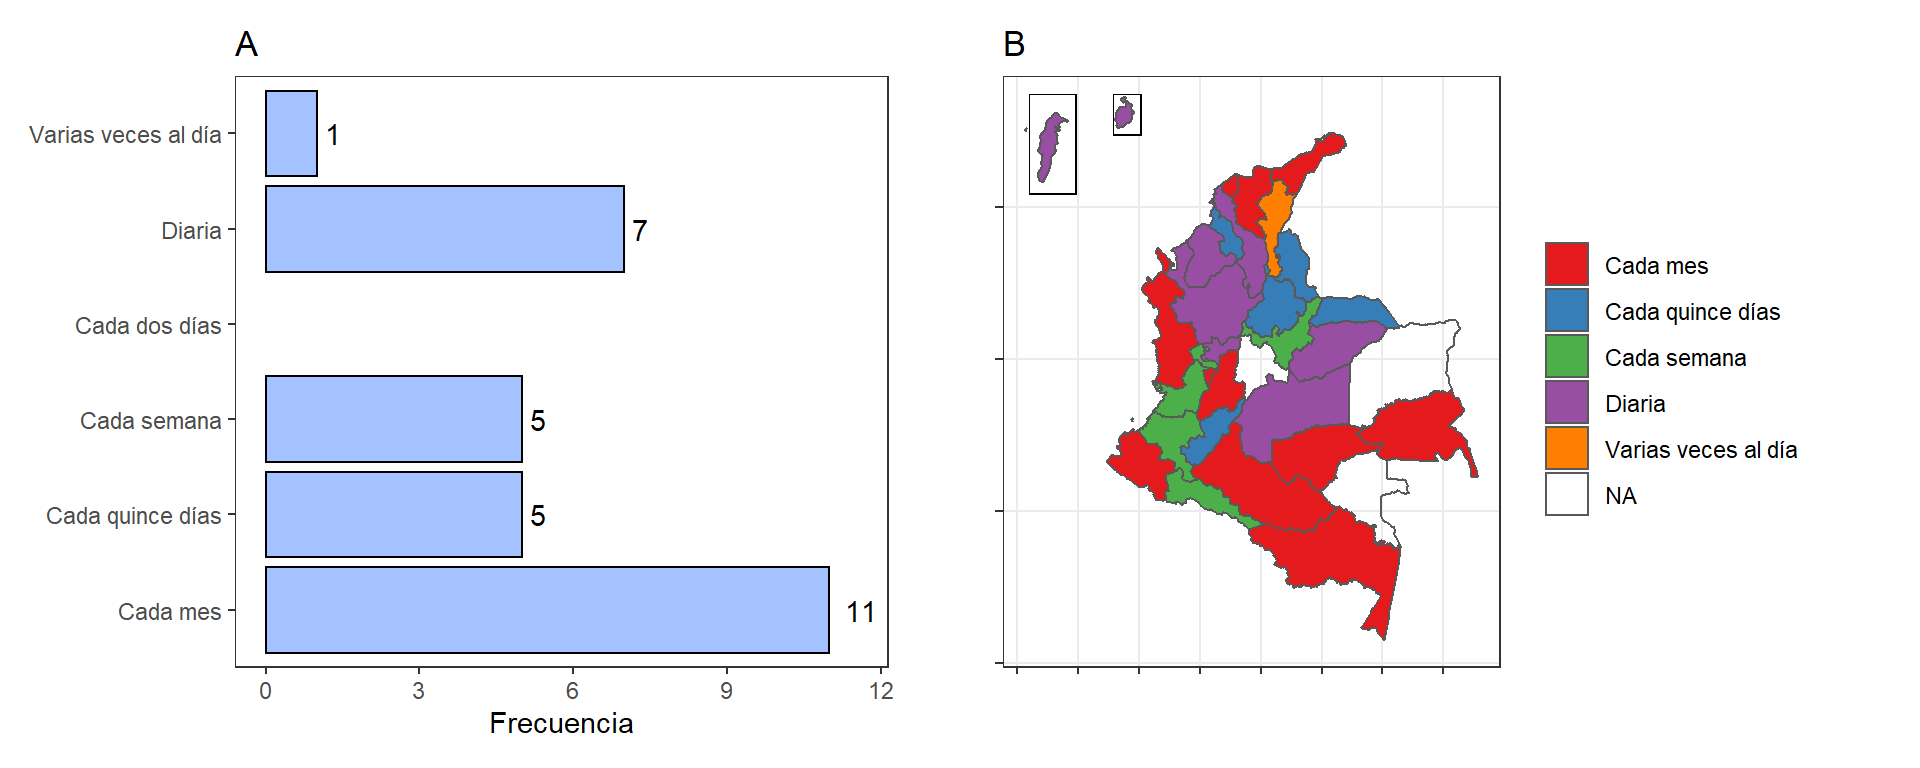 A
Varias veces al día
1
Diaria
7
Cada dos días
Cada semana
5
Cada quince días
5
Cada mes
11
0 3 6 9 12
Frecuencia
B
Cada mes
Cada quince días
Cada semana
Diaria
Varias veces al día
NA